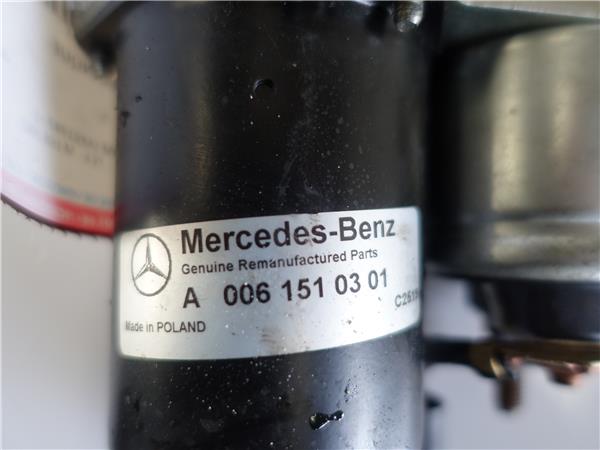 Mercedes-Benz
Genuine Remanufactured Parts
A 006 151 03 01
Made in POLAND